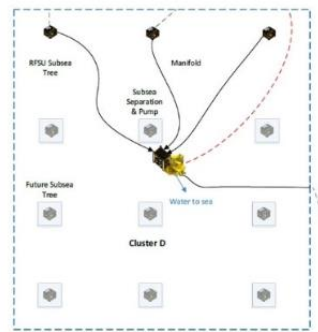 RFSU Subsea
Tree
Manifold
Subsea
Separation
& Pump
Future Subsea
Tree
Water to sea
Cluster D